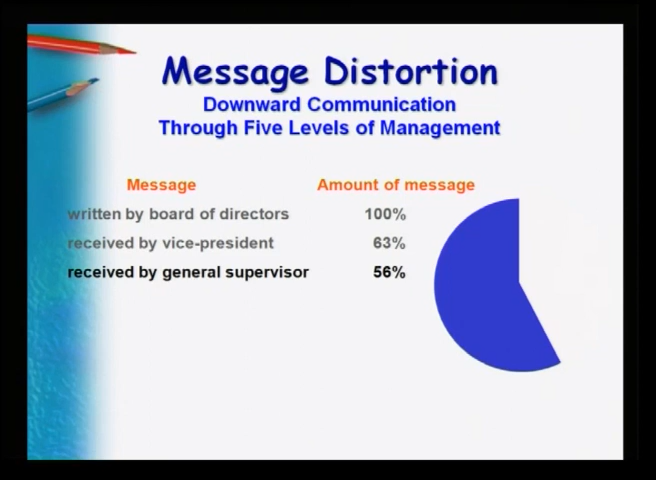 Message Distortion
Downward Communication
Through Five Levels of Management
Message Amount of message
written by board of directors 100%
received by vice-president 63%
received by general supervisor 56%